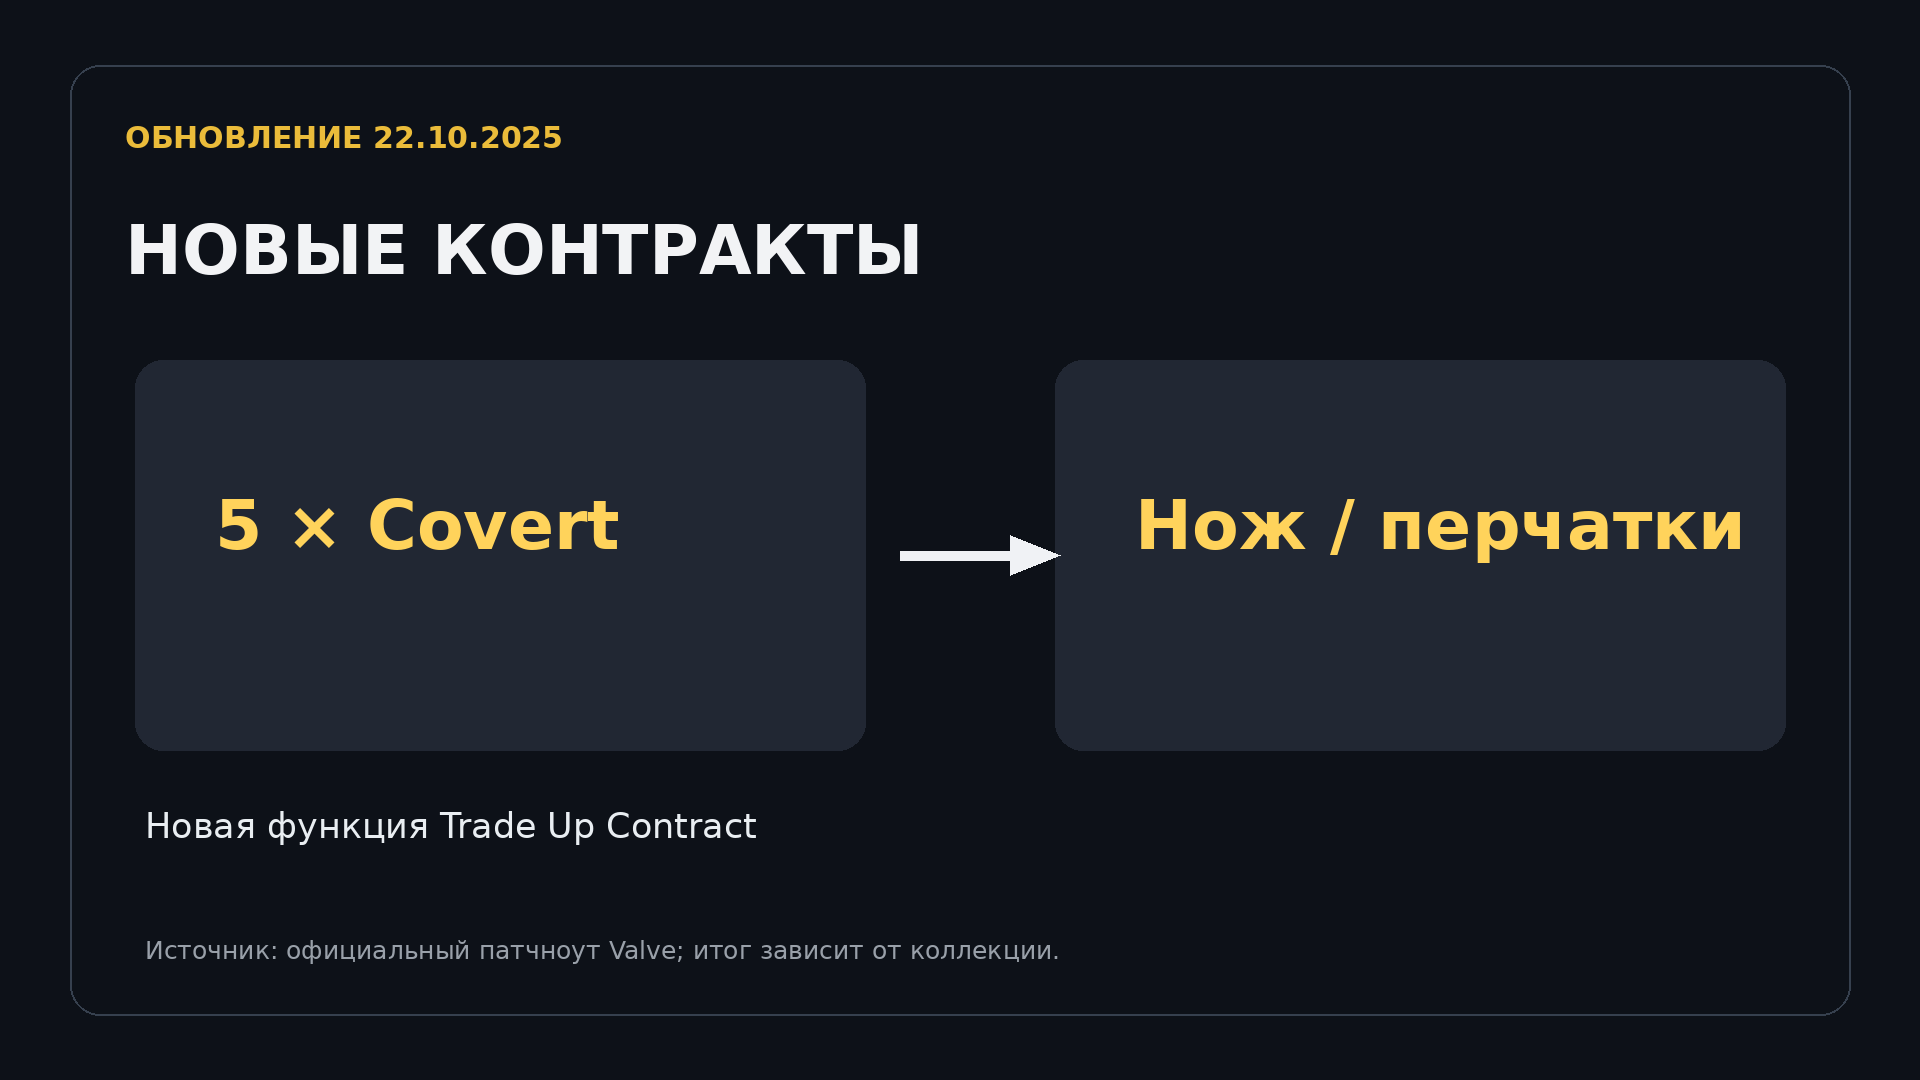 ОБНОВЛЕНИЕ 22.10.2025
НОВЫЕ КОНТРАКТЫ
5 × Covert
Нож / перчатки
Новая функция Trade Up Contract
Источник: официальный патчноут Valve; итог зависит от коллекции.